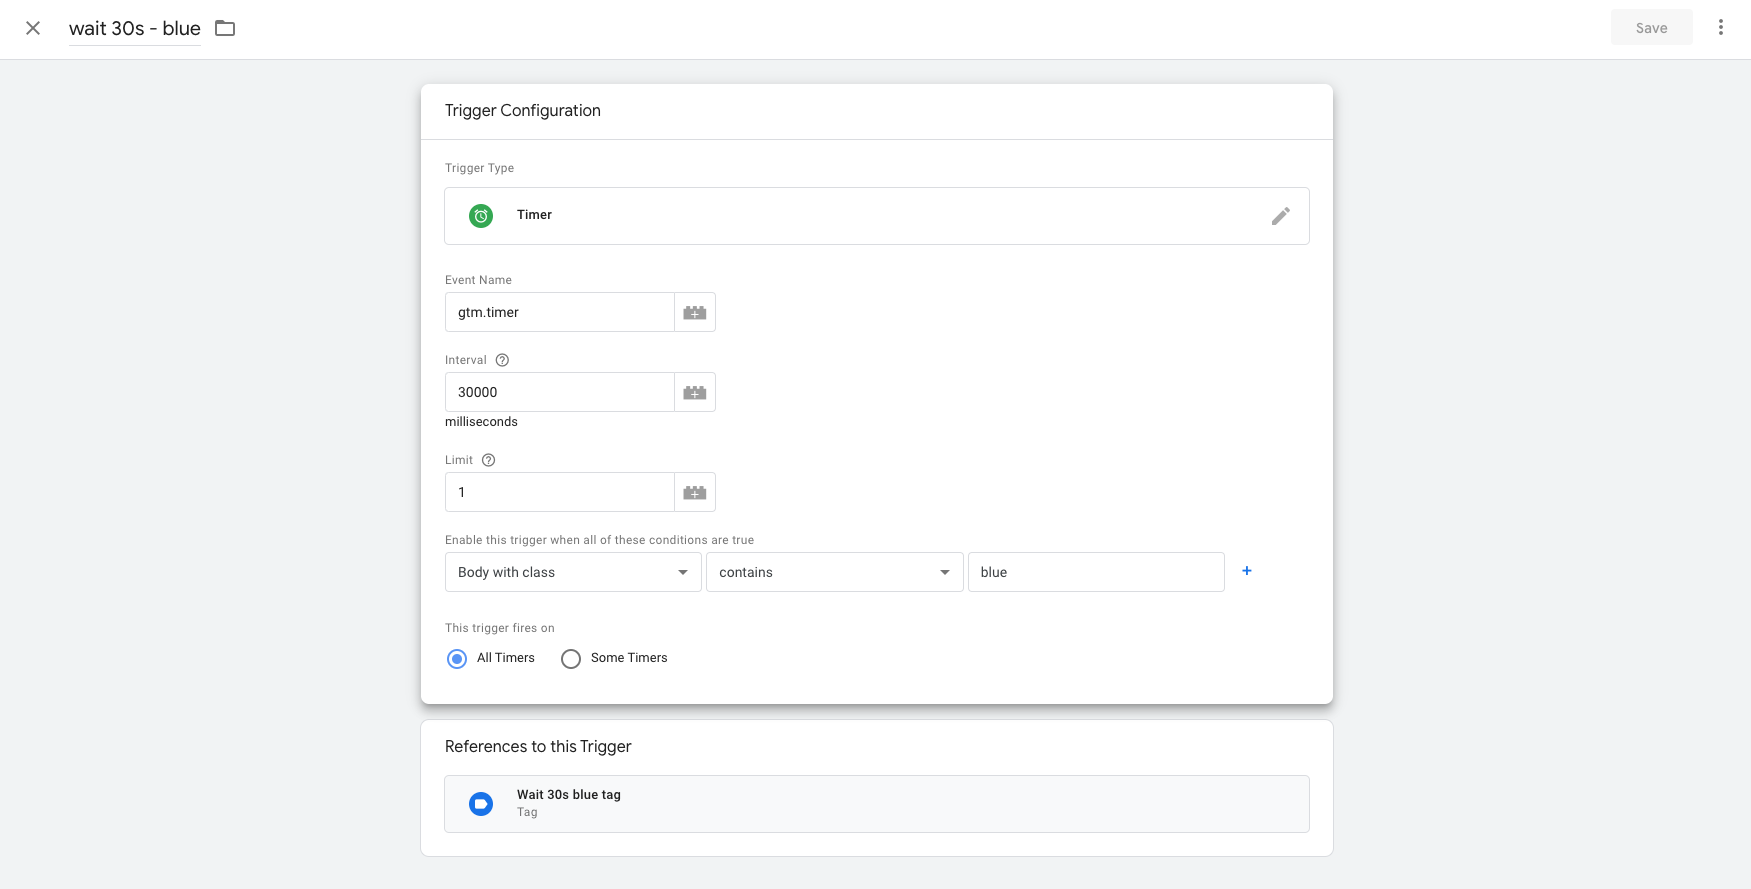 wait 30s - blue
Save
Trigger Configuration
Trigger Type
Timer
Event Name
gtm.timer
Interval
30000
milliseconds
Limit
1
Enable this trigger when all of these conditions are true
Body with class contains blue
This trigger fires on
All Timers Some Timers
References to this Trigger
Wait 30s blue tag
Tag